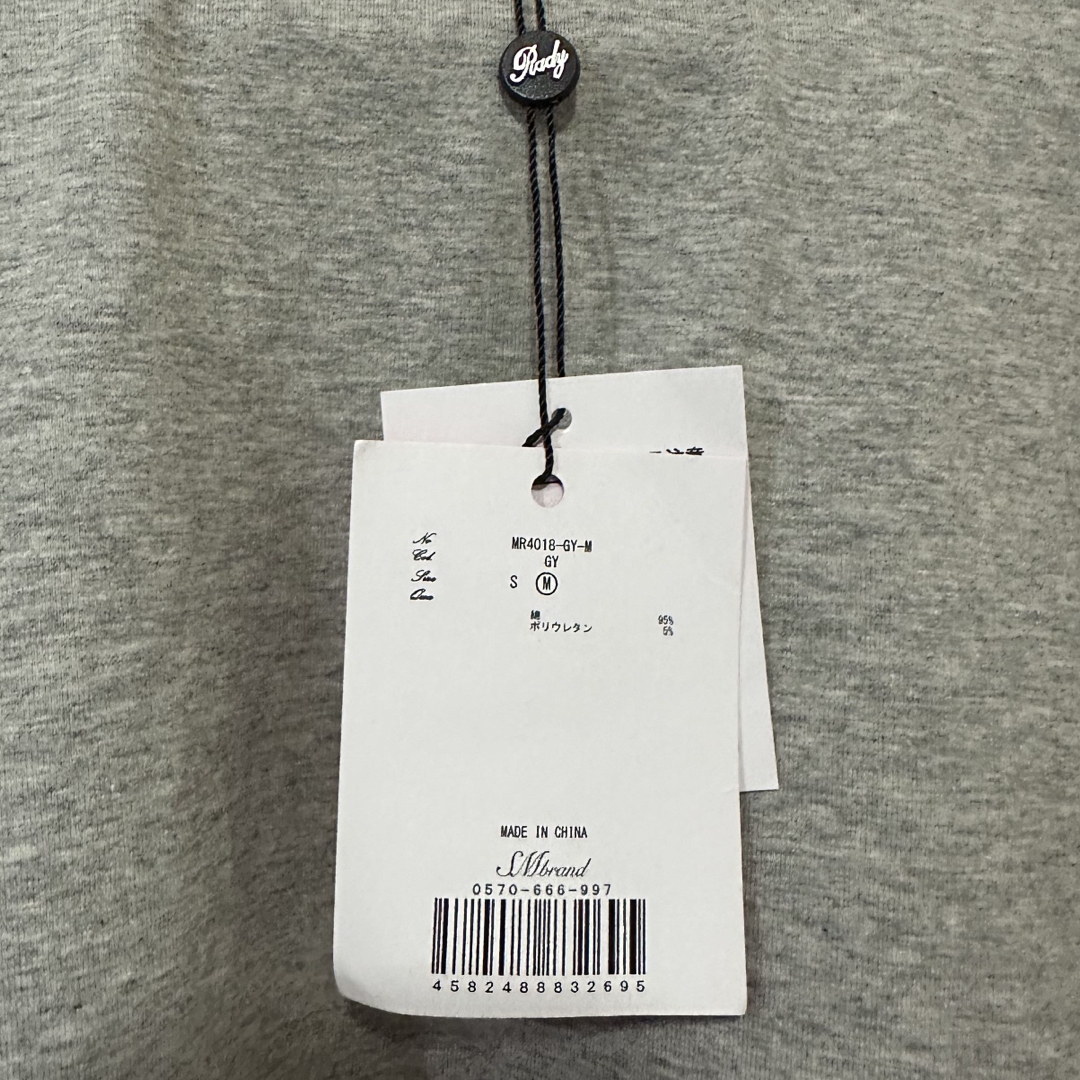 Rady
No
MR4018-GY-M
Col.
GY
Size
S M
綿 95%
ポリウレタン 5%
MADE IN CHINA
SMbrand
0570-666-997
4582488832695